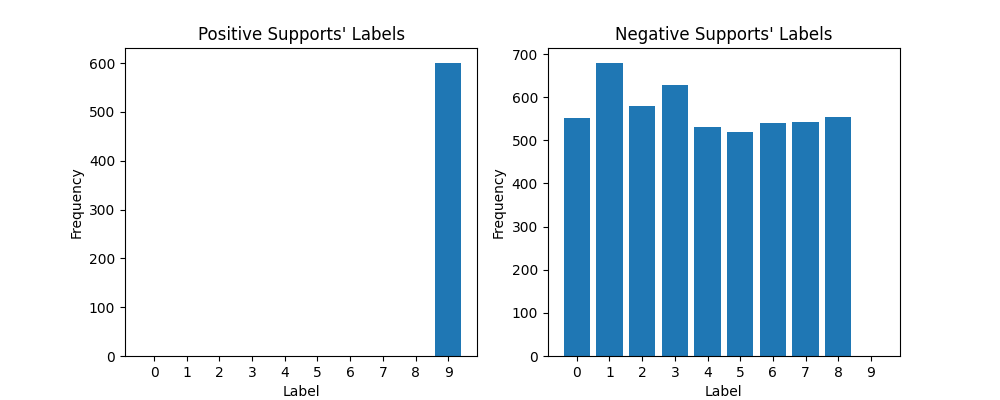 Positive Supports' Labels
600
500
400
300
200
100
0
Frequency
0 1 2 3 4 5 6 7 8 9
Label
Negative Supports' Labels
700
600
500
400
300
200
100
0
Frequency
0 1 2 3 4 5 6 7 8 9
Label